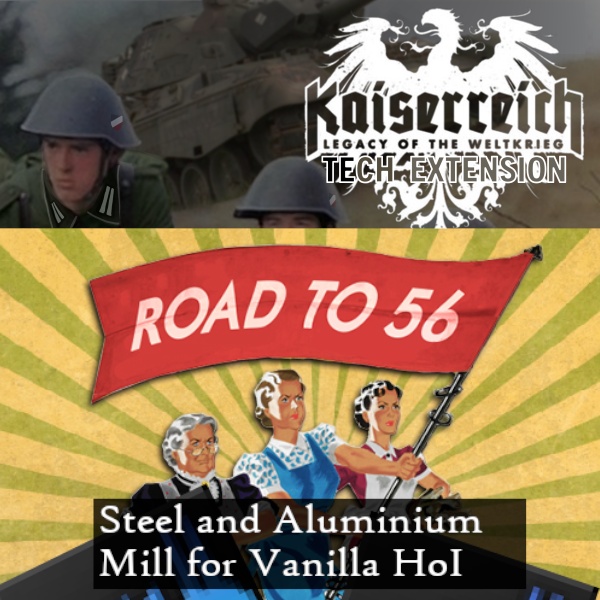 Kaiserreich
LEGACY OF THE WELTKRIEG
TECH EXTENSION
ROAD TO 56
Steel and Aluminium
Mill for Vanilla HoI